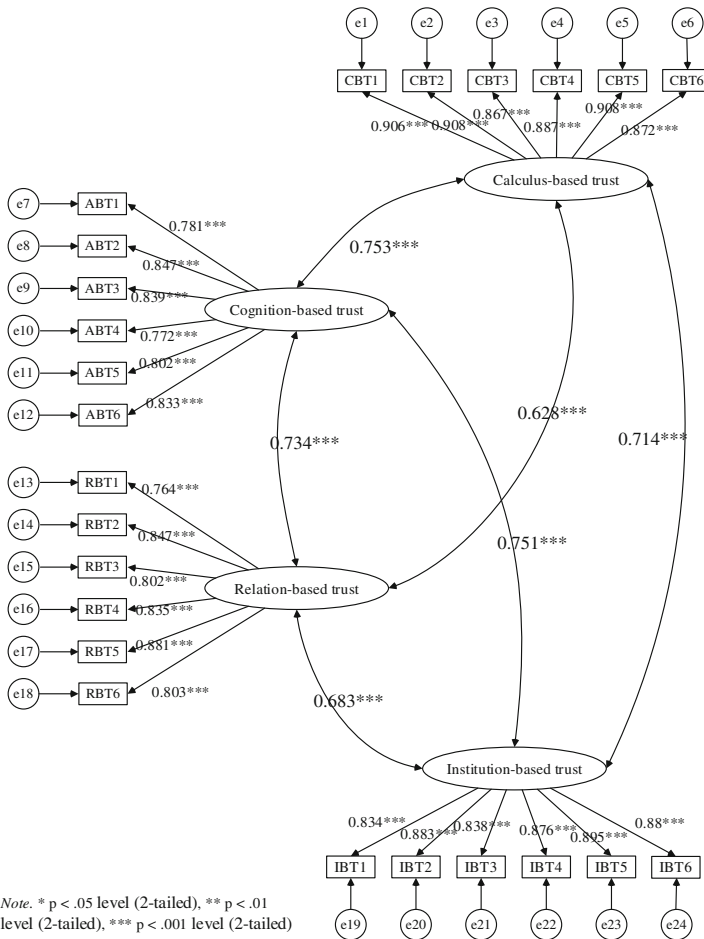 e1 e2 e3 e4 e5 e6
CBT1 CBT2 CBT3 CBT4 CBT5 CBT6
0.906*** 0.908*** 0.867*** 0.887*** 0.908*** 0.872***
Calculus-based trust
e7 ABT1 0.781***
e8 ABT2 0.847***
e9 ABT3 0.839***
e10 ABT4 0.772***
e11 ABT5 0.802***
e12 ABT6 0.833***
Cognition-based trust
0.753***
0.628***
0.714***
0.734***
0.751***
e13 RBT1 0.764***
e14 RBT2 0.847***
e15 RBT3 0.802***
e16 RBT4 0.835***
e17 RBT5 0.881***
e18 RBT6 0.803***
Relation-based trust
0.683***
Institution-based trust
0.834*** 0.883*** 0.838*** 0.876*** 0.895*** 0.88***
IBT1 IBT2 IBT3 IBT4 IBT5 IBT6
e19 e20 e21 e22 e23 e24
Note. * p < .05 level (2-tailed), ** p < .01
level (2-tailed), *** p < .001 level (2-tailed)